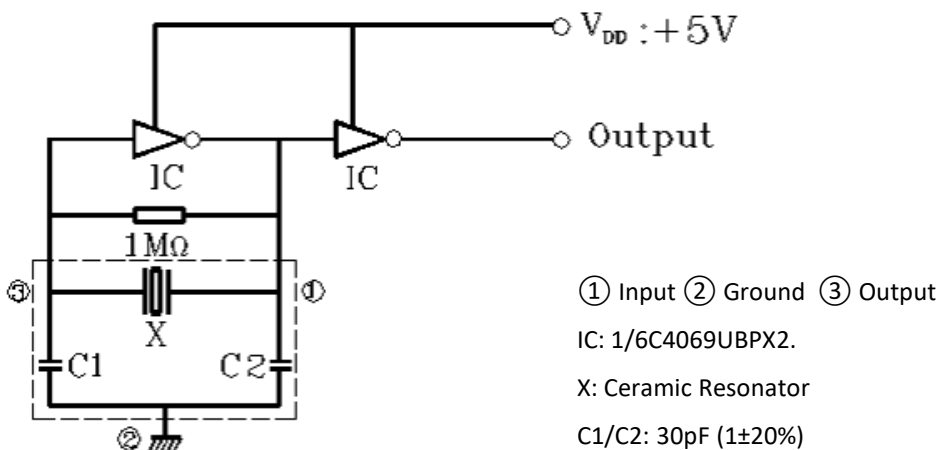 V_DD :+5V
Output
IC
IC
1MΩ
③
①
X
C1
C2
②
① Input ② Ground ③ Output
IC: 1/6C4069UBPX2.
X: Ceramic Resonator
C1/C2: 30pF (1±20%)